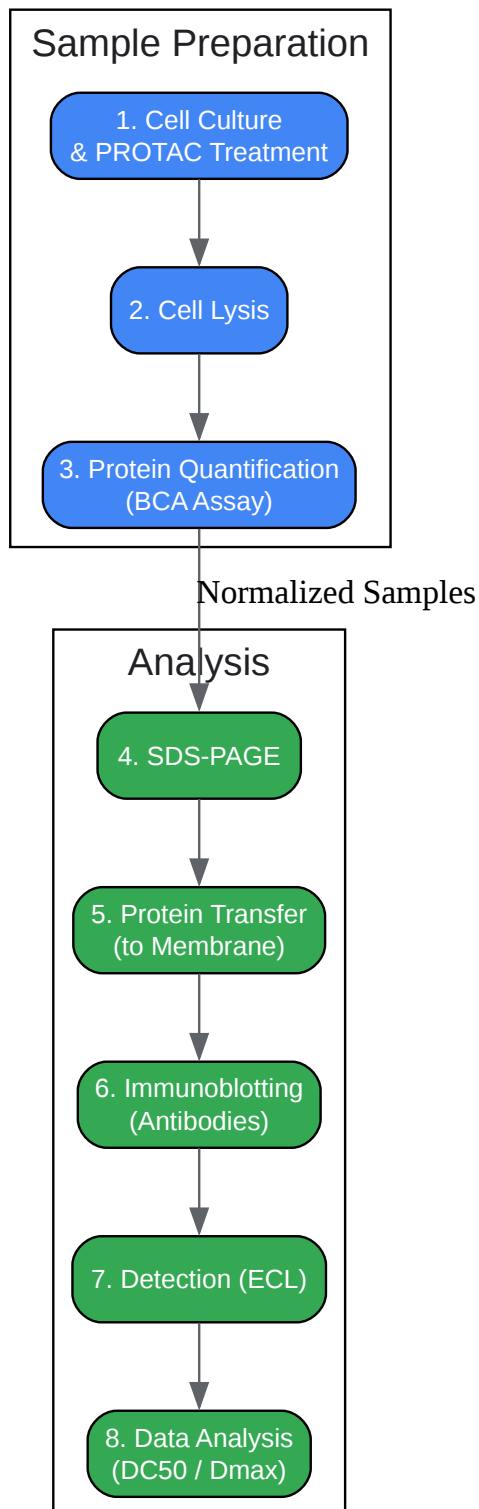 Sample Preparation
1. Cell Culture
& PROTAC Treatment
2. Cell Lysis
3. Protein Quantification
(BCA Assay)
Normalized Samples
Analysis
4. SDS-PAGE
5. Protein Transfer
(to Membrane)
6. Immunoblotting
(Antibodies)
7. Detection (ECL)
8. Data Analysis
(DC50 / Dmax)